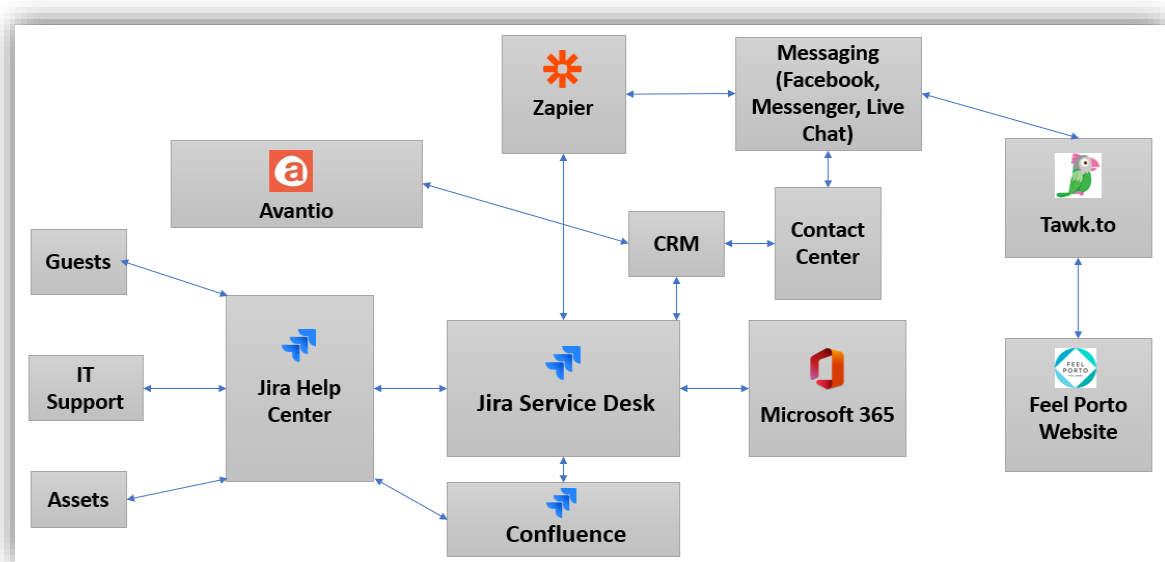 Zapier
Messaging
(Facebook,
Messenger, Live
Chat)
a
Avantio
Tawk.to
CRM
Contact
Center
Guests
IT
Support
Assets
Jira Help
Center
Jira Service Desk
Microsoft 365
FEEL
PORTO
Feel Porto
Website
Confluence